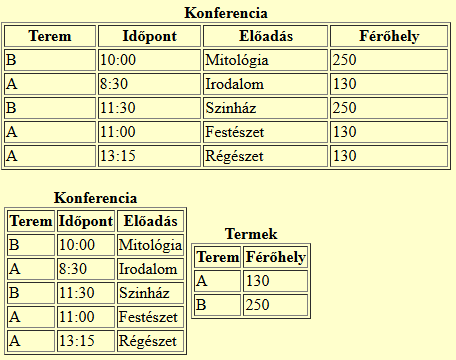 Konferencia
Terem Időpont Előadás Férőhely
B 10:00 Mitológia 250
A 8:30 Irodalom 130
B 11:30 Szinház 250
A 11:00 Festészet 130
A 13:15 Régészet 130
Konferencia
Terem Időpont Előadás
B 10:00 Mitológia
A 8:30 Irodalom
B 11:30 Szinház
A 11:00 Festészet
A 13:15 Régészet
Termek
Terem Férőhely
A 130
B 250